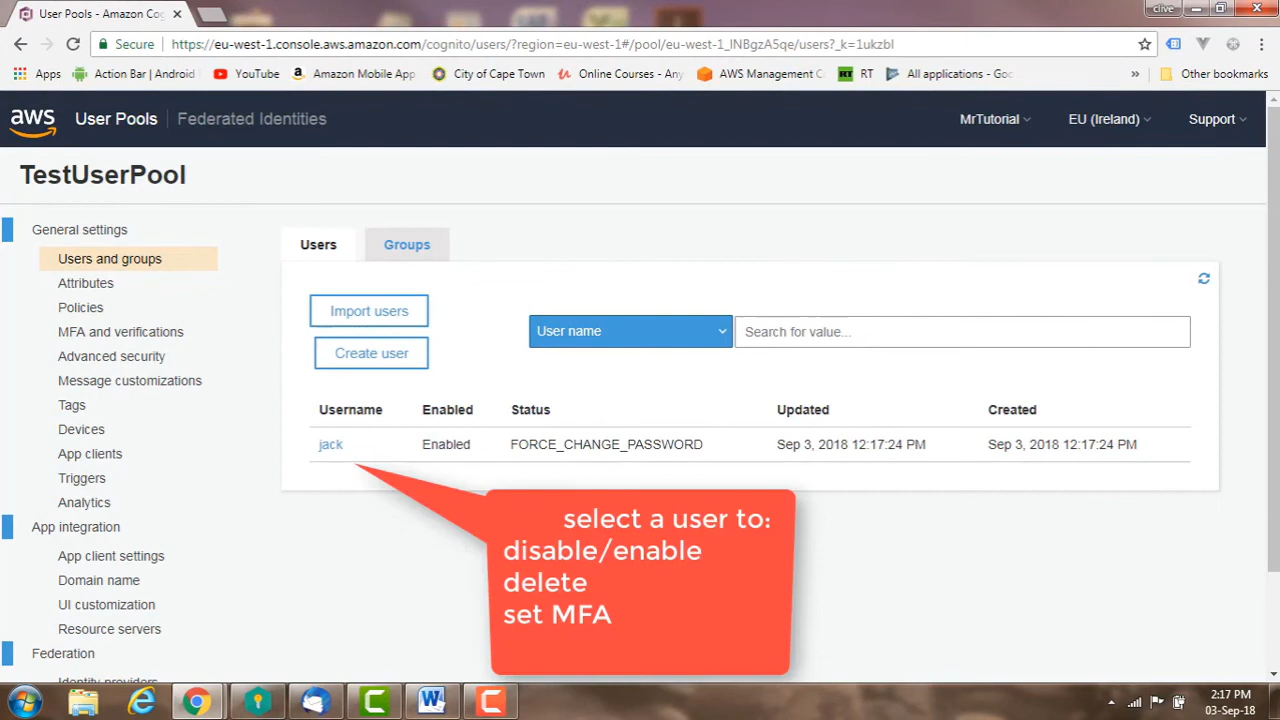 User Pools - Amazon Cog
clive
Secure
https://eu-west-1.console.aws.amazon.com/cognito/users/?region=eu-west-1#/pool/eu-west-1_lNBgzA5qe/users?_k=1ukzbl
Apps
Action Bar | Android
YouTube
Amazon Mobile App
City of Cape Town
Online Courses - Any
AWS Management C
RT
RT
All applications - Goo
»
Other bookmarks
aws
User Pools
Federated Identities
MrTutorial
EU (Ireland)
Support
TestUserPool
General settings
Users and groups
Attributes
Policies
MFA and verifications
Advanced security
Message customizations
Tags
Devices
App clients
Triggers
Analytics
App integration
App client settings
Domain name
UI customization
Resource servers
Federation
Identity providers
Users
Groups
Import users
Create user
User name
Search for value...
Username Enabled Status Updated Created
jack Enabled FORCE_CHANGE_PASSWORD Sep 3, 2018 12:17:24 PM Sep 3, 2018 12:17:24 PM
select a user to:
disable/enable
delete
set MFA
2:17 PM
03-Sep-18